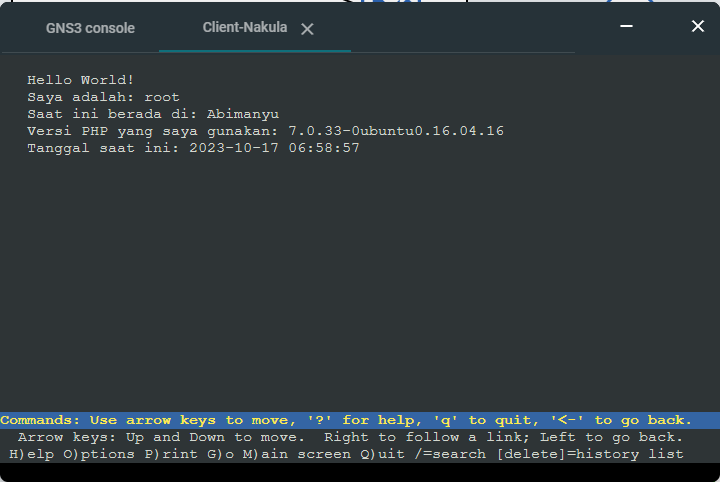 GNS3 console
Client-Nakula
Hello World!
Saya adalah: root
Saat ini berada di: Abimanyu
Versi PHP yang saya gunakan: 7.0.33-0ubuntu0.16.04.16
Tanggal saat ini: 2023-10-17 06:58:57
Commands: Use arrow keys to move, '?' for help, 'q' to quit, '<-' to go back.
Arrow keys: Up and Down to move.  Right to follow a link; Left to go back.
H)elp O)ptions P)rint G)o M)ain screen Q)uit /=search [delete]=history list